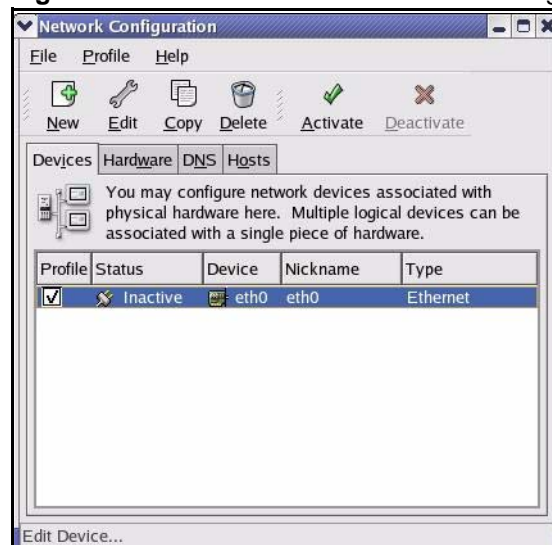 Network Configuration
File Profile Help
New Edit Copy Delete Activate Deactivate
Devices Hardware DNS Hosts
You may configure network devices associated with
physical hardware here. Multiple logical devices can be
associated with a single piece of hardware.
Profile Status Device Nickname Type
Inactive eth0 eth0 Ethernet
Edit Device...